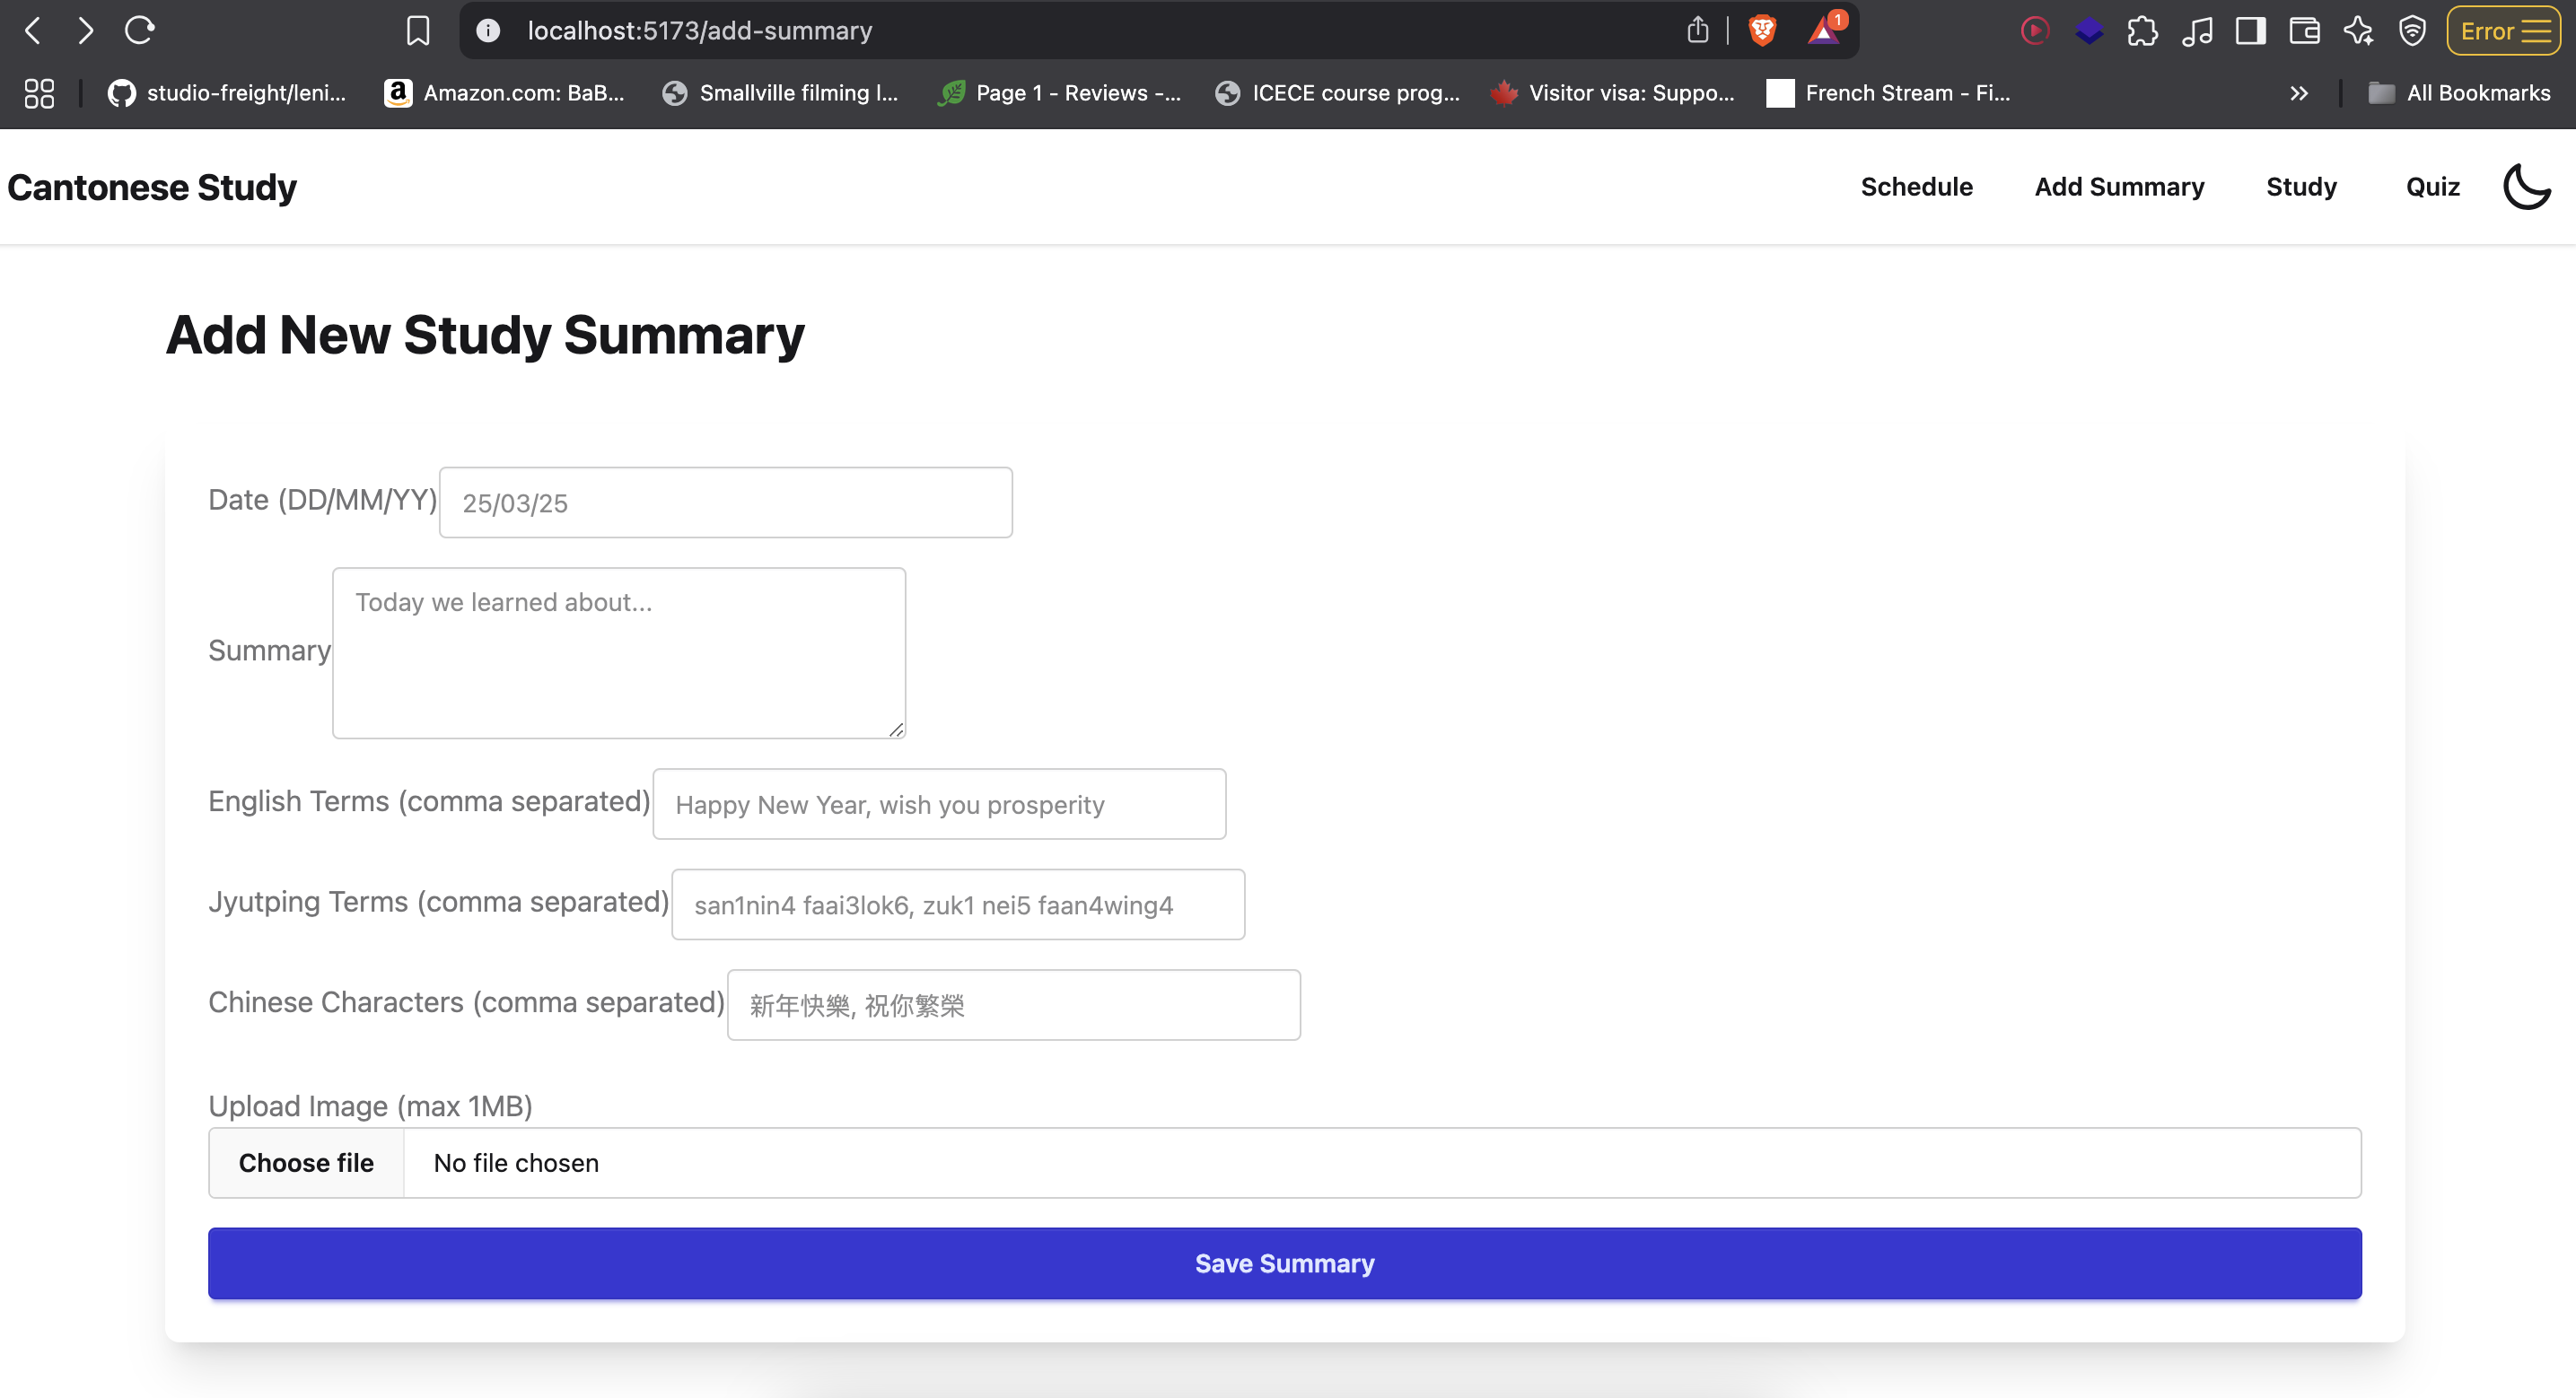 localhost:5173/add-summary
1
Error
studio-freight/leni...
Amazon.com: BaB...
Smallville filming l...
Page 1 - Reviews -...
ICECE course prog...
Visitor visa: Suppo...
French Stream - Fi...
All Bookmarks
Cantonese Study
Schedule
Add Summary
Study
Quiz
Add New Study Summary
Date (DD/MM/YY)
25/03/25
Today we learned about...
Summary
English Terms (comma separated)
Happy New Year, wish you prosperity
Jyutping Terms (comma separated)
san1nin4 faai3lok6, zuk1 nei5 faan4wing4
Chinese Characters (comma separated)
新年快樂, 祝你繁榮
Upload Image (max 1MB)
Choose file
No file chosen
Save Summary